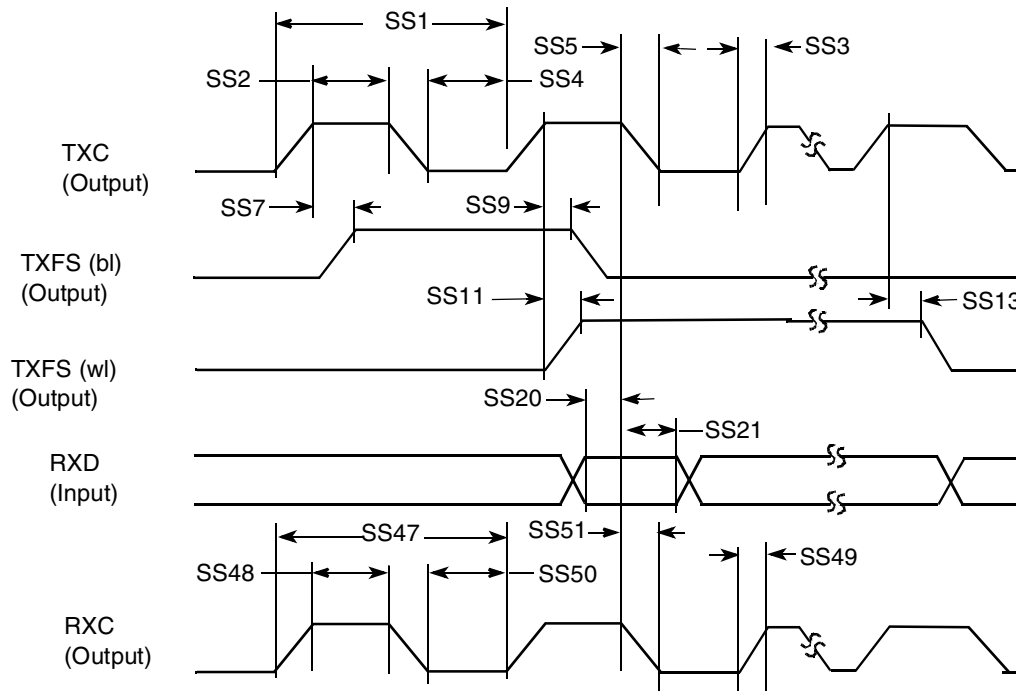 SS1
SS5
SS3
SS2
SS4
TXC
(Output)
SS7
SS9
TXFS (bl)
(Output)
SS11
SS13
TXFS (wl)
(Output)
SS20
SS21
RXD
(Input)
SS47
SS51
SS49
SS48
SS50
RXC
(Output)